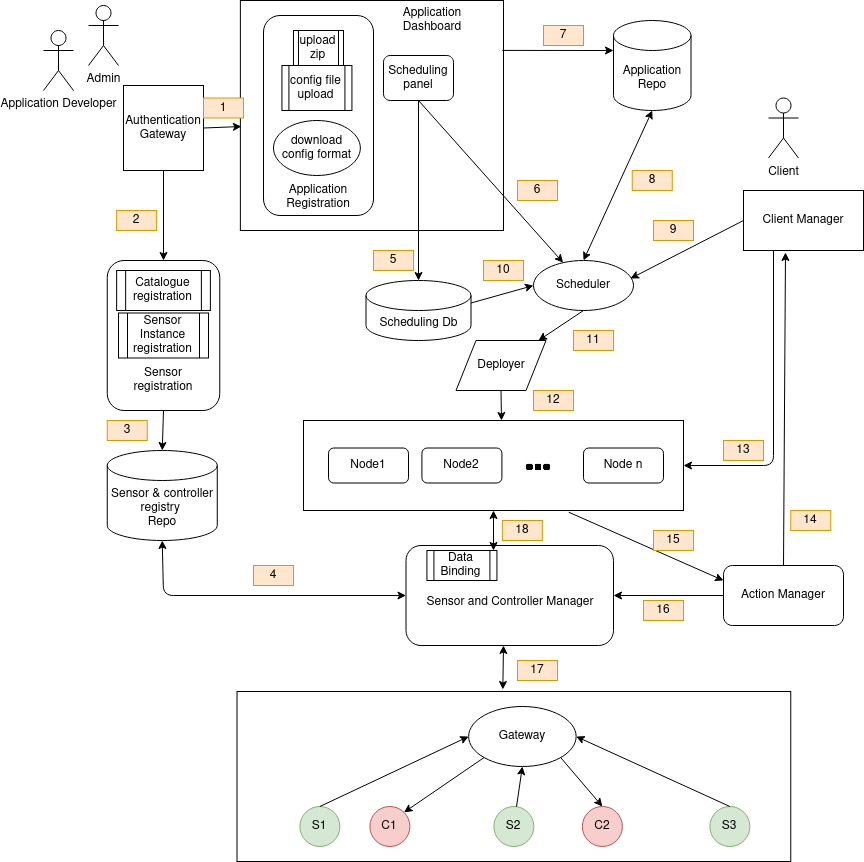 Admin
Application Developer
Authentication
Gateway
1
Application
Dashboard
upload
zip
config file
upload
download
config format
Application
Registration
Scheduling
panel
7
Application
Repo
Client
2
6
8
9
Client Manager
5
10
Scheduler
Catalogue
registration
Sensor
Instance
registration
Sensor
registration
Scheduling Db
11
Deployer
12
3
Node1
Node2
Node n
13
Sensor & controller
registry
Repo
18
15
14
Data
Binding
4
Sensor and Controller Manager
16
Action Manager
17
Gateway
S1
C1
S2
C2
S3